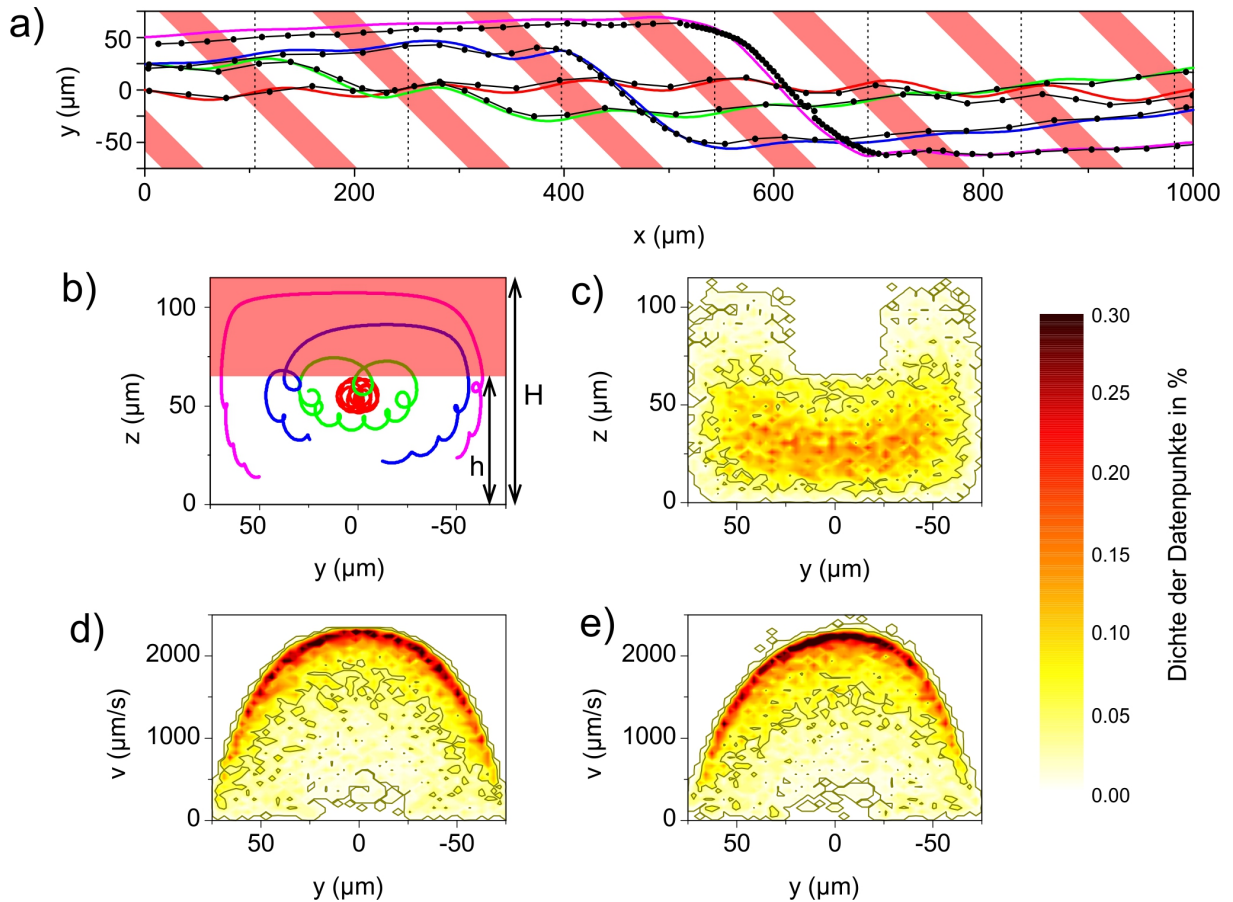 a)
50
0
-50
y (µm)
0 200 400 600 800 1000
x (µm)
b)
100
50
0
z (µm)
H
h
50 0 -50
y (µm)
c)
100
50
0
z (µm)
50 0 -50
y (µm)
0.30
0.25
0.20
0.15
0.10
0.05
0.00
Dichte der Datenpunkte in %
d)
2000
1000
0
v (µm/s)
50 0 -50
y (µm)
e)
2000
1000
0
v (µm/s)
50 0 -50
y (µm)